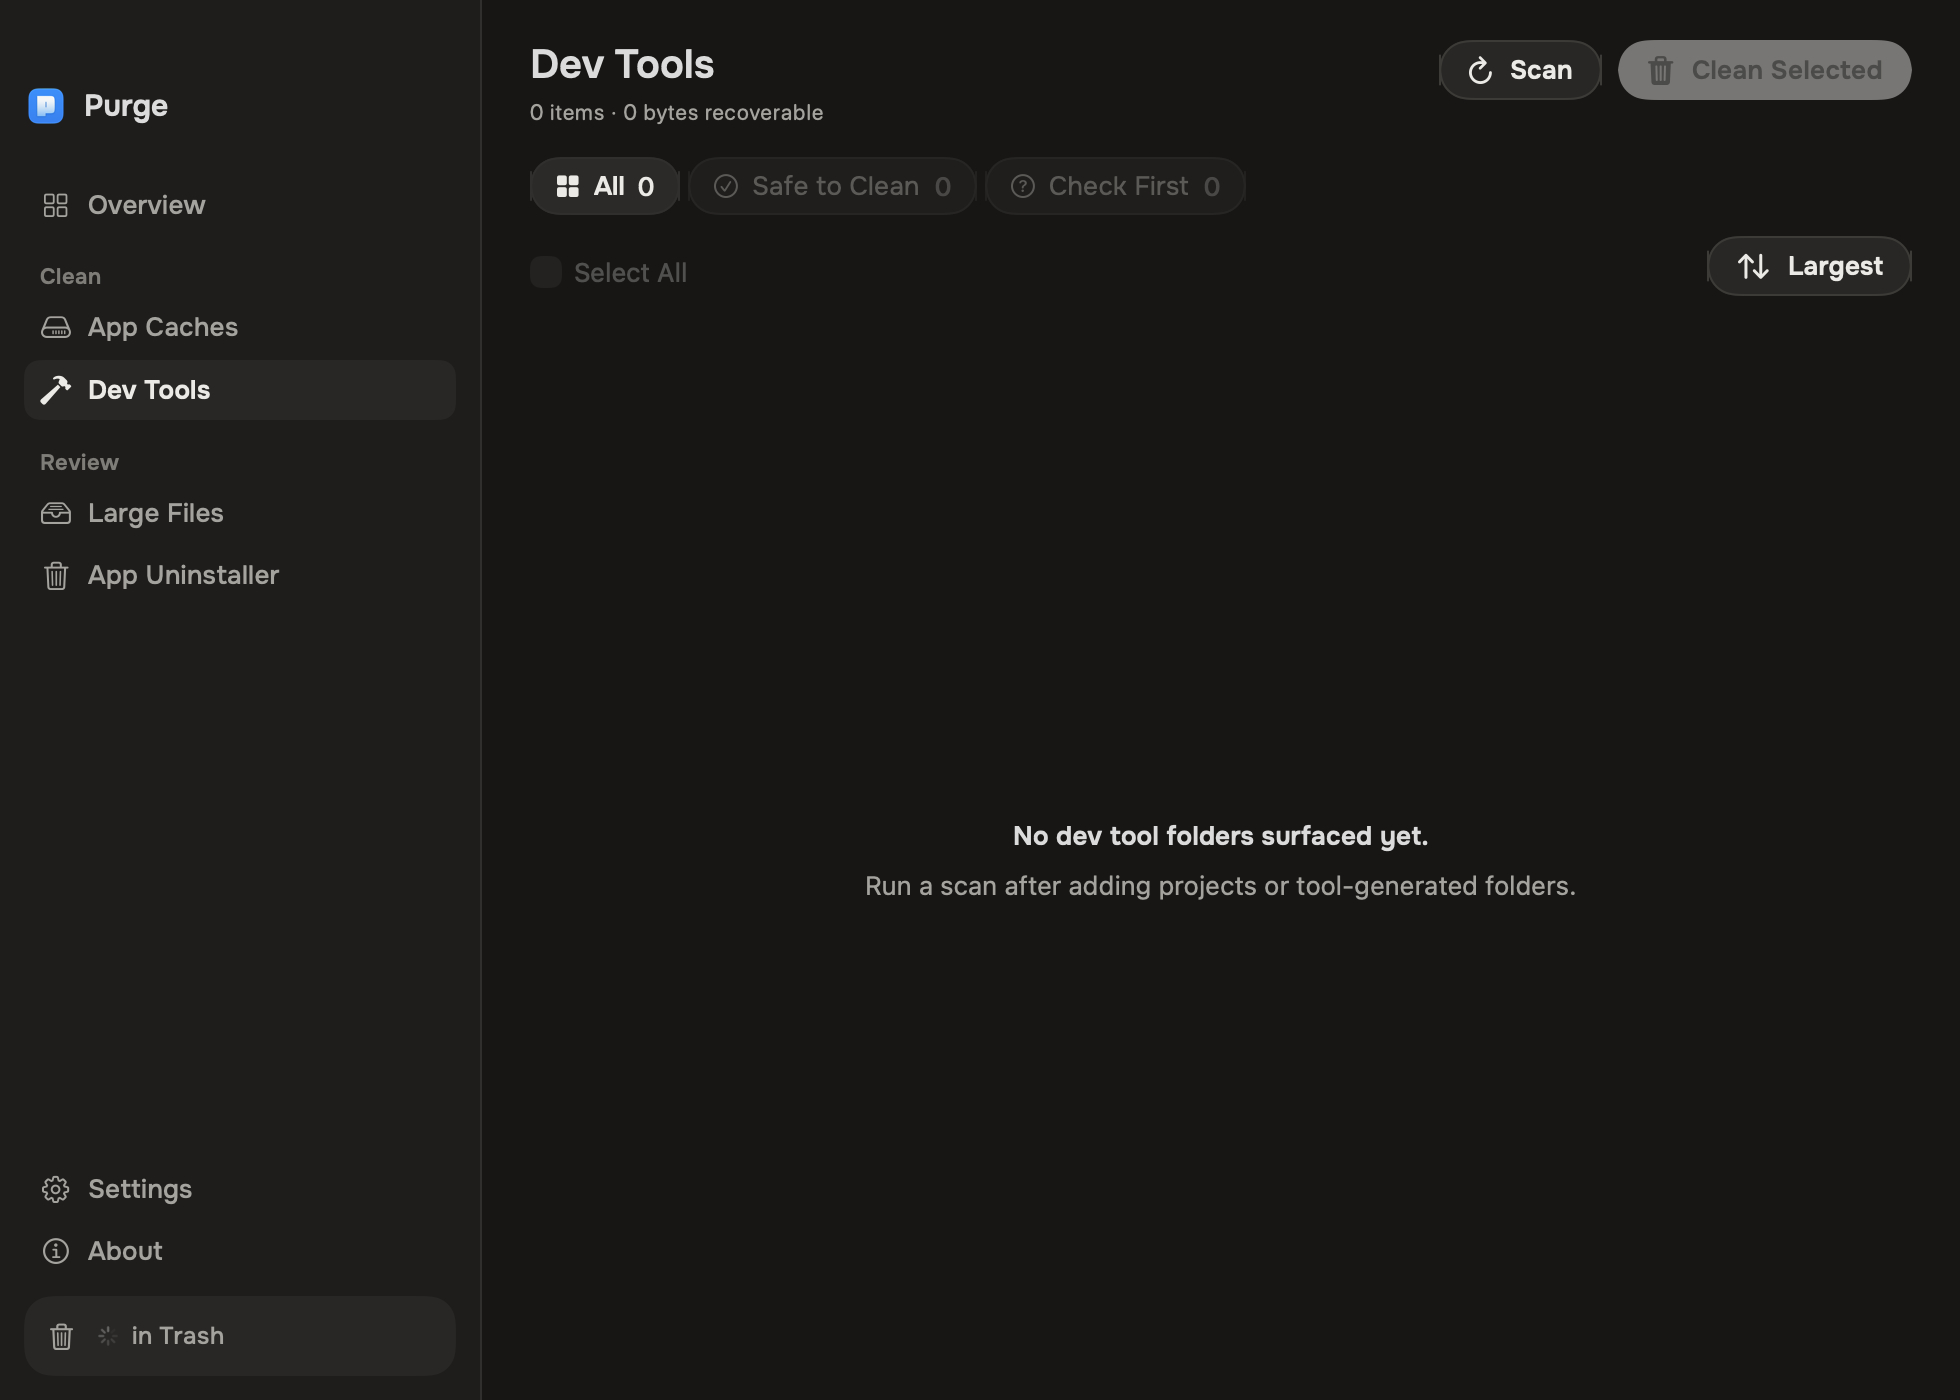 Purge
Overview
Clean
App Caches
Dev Tools
Review
Large Files
App Uninstaller
Settings
About
in Trash
Dev Tools
0 items · 0 bytes recoverable
Scan
Clean Selected
All 0
Safe to Clean 0
Check First 0
Select All
Largest
No dev tool folders surfaced yet.
Run a scan after adding projects or tool-generated folders.